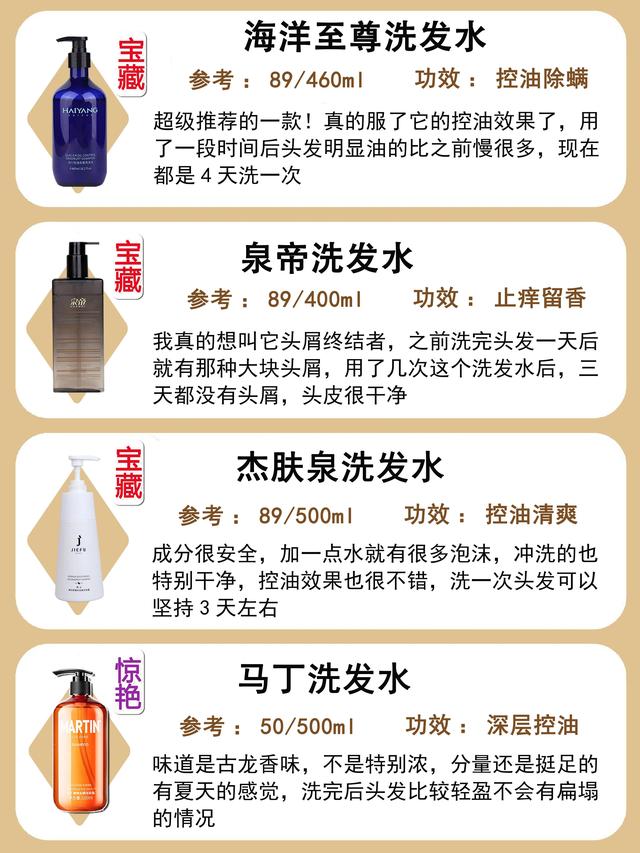 海洋至尊洗发水
宝藏
参考：89/460ml 功效：控油除螨
HAIYANG
超级推荐的一款！真的服了它的控油效果了，用
了一段时间后头发明显油的比之前慢很多，现在
都是4天洗一次
泉帝洗发水
宝藏
参考：89/400ml 功效：止痒留香
泉帝
我真的想叫它头屑终结者，之前洗完头发一天后
就有那种大块头屑，用了几次这个洗发水后，三
天都没有头屑，头皮很干净
杰肤泉洗发水
宝藏
参考：89/500ml 功效：控油清爽
JIEFU
成分很安全，加一点水就有很多泡沫，冲洗的也
特别干净，控油效果也很不错，洗一次头发可以
坚持3天左右
马丁洗发水
惊艳
参考：50/500ml 功效：深层控油
MARTIN
味道是古龙香味，不是特别浓，分量还是挺足的
有夏天的感觉，洗完后头发比较轻盈不会有扁塌
的情况